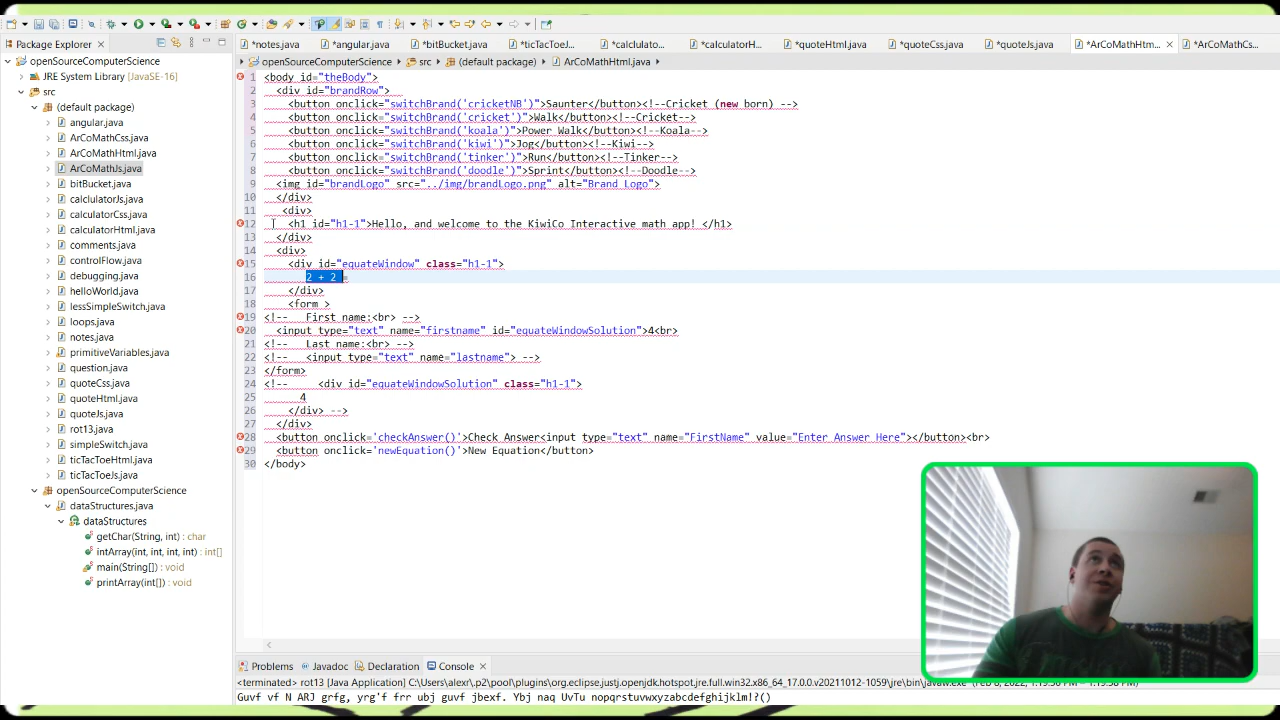 Package Explorer
*notes.java
*angular.java
*bitBucket.java
*ticTacToeJ...
*calclulato...
*calculatorH...
*quoteHtml.java
*quoteCss.java
*quoteJs.java
*ArCoMathHtm...
*ArCoMathCs...
openSourceComputerScience
src
(default package)
ArCoMathHtml.java
openSourceComputerScience
JRE System Library [JavaSE-16]
src
(default package)
angular.java
ArCoMathCss.java
ArCoMathHtml.java
ArCoMathJs.java
bitBucket.java
calclulatorJs.java
calculatorCss.java
calculatorHtml.java
comments.java
controlFlow.java
debugging.java
helloWorld.java
lessSimpleSwitch.java
loops.java
notes.java
primitiveVariables.java
question.java
quoteCss.java
quoteHtml.java
quoteJs.java
rot13.java
simpleSwitch.java
ticTacToeHtml.java
ticTacToeJs.java
openSourceComputerScience
dataStructures.java
dataStructures
getChar(String, int) : char
intArray(int, int, int, int) : int[]
main(String[]) : void
printArray(int[]) : void
1 <body id="theBody">
2 <div id="brandRow">
3 <button onclick="switchBrand('cricketNB')">Saunter</button><!--Cricket (new born) -->
4 <button onclick="switchBrand('cricket')">Walk</button><!--Cricket-->
5 <button onclick="switchBrand('koala')">Power Walk</button><!--Koala-->
6 <button onclick="switchBrand('kiwi')">Jog</button><!--Kiwi-->
7 <button onclick="switchBrand('tinker')">Run</button><!--Tinker-->
8 <button onclick="switchBrand('doodle')">Sprint</button><!--Doodle-->
9 <img id="brandLogo" src="../img/brandLogo.png" alt="Brand Logo">
10 </div>
11 <div>
12 <h1 id="h1-1">Hello, and welcome to the KiwiCo Interactive math app! </h1>
13 </div>
14 <div>
15 <div id="equateWindow" class="h1-1">
16 2 + 2 =
17 </div>
18 <form >
19 <!-- First name:<br> -->
20 <input type="text" name="firstname" id="equateWindowSolution">4<br>
21 <!-- Last name:<br> -->
22 <!-- <input type="text" name="lastname"> -->
23 </form>
24 <!-- <div id="equateWindowSolution" class="h1-1">
25 4
26 </div> -->
27 </div>
28 <button onclick='checkAnswer()'>Check Answer<input type="text" name="FirstName" value="Enter Answer Here"></button><br>
29 <button onclick='newEquation()'>New Equation</button>
30 </body>
Problems
Javadoc
Declaration
Console
Guvf vf N ARJ grfg, yrg'f frr ubj guvf jbexf. Ybj naq UvTu nopqrstuvwxyzabcdefghijklm!?()